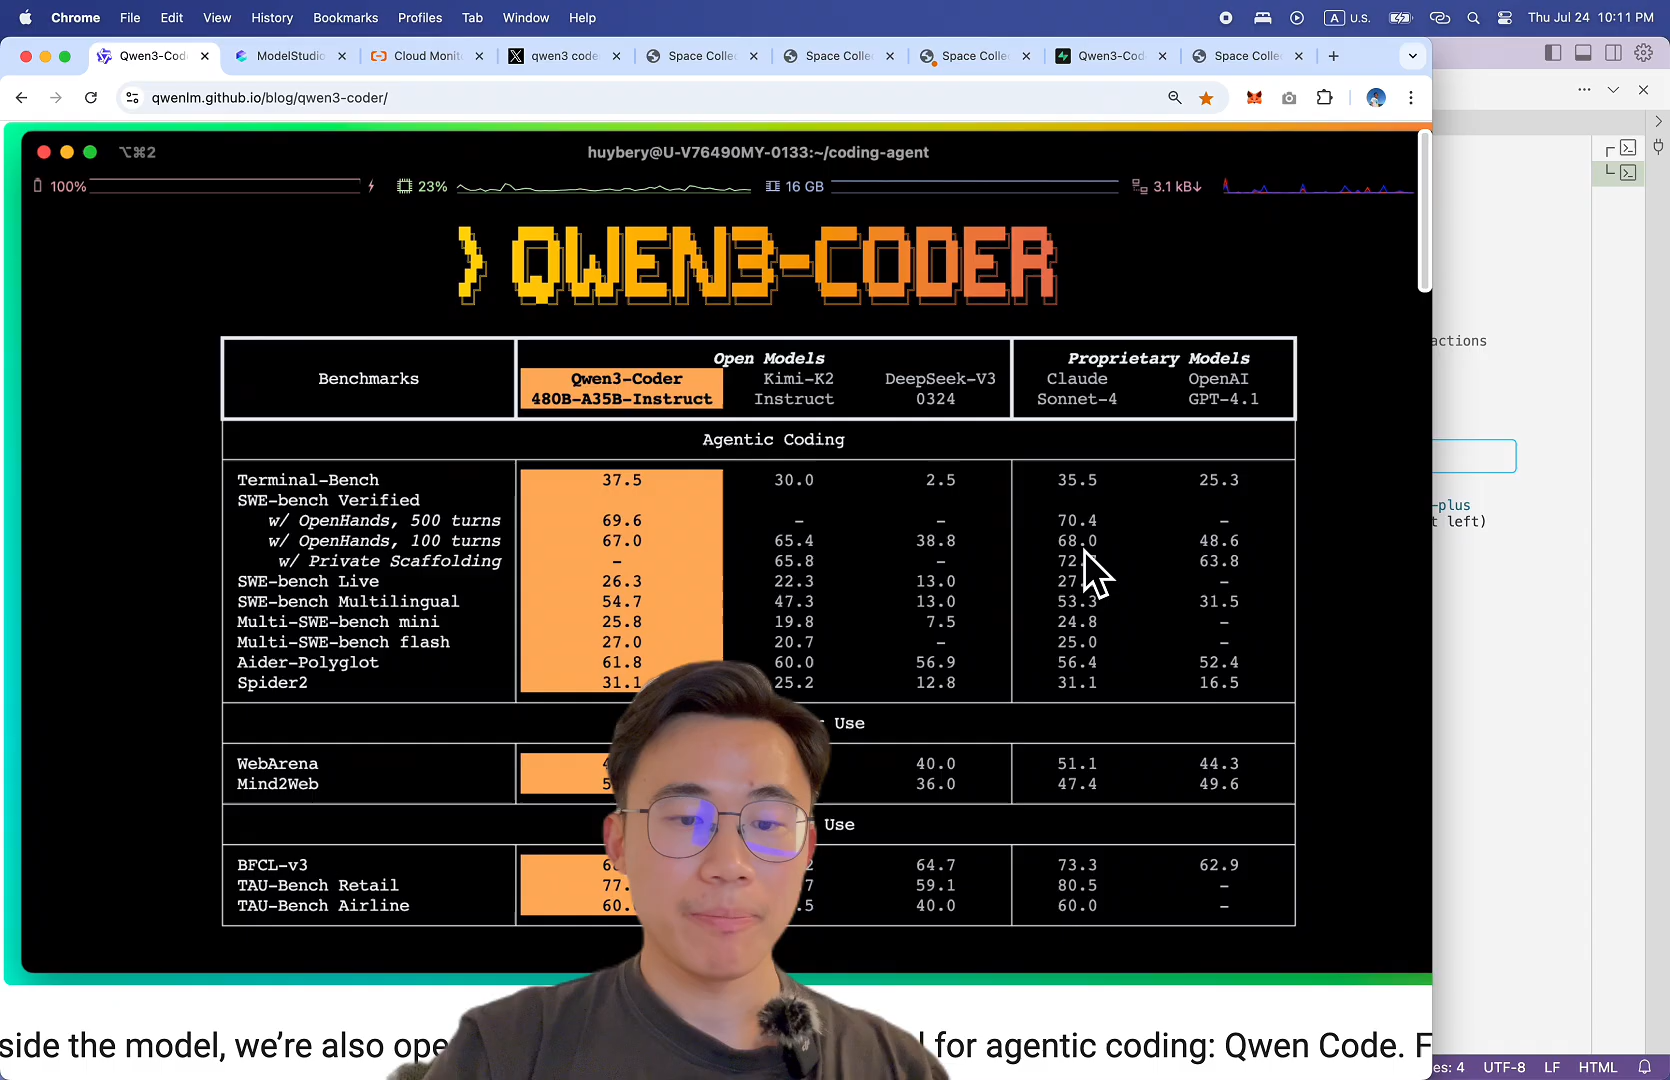 Chrome File Edit View History Bookmarks Profiles Tab Window Help
A U.S. Thu Jul 24 10:11 PM
Qwen3-Cod ModelStudio Cloud Monit qwen3 code Space Colle Space Colle Space Colle Qwen3-Cod Space Colle
qwenlm.github.io/blog/qwen3-coder/
⌥⌘2 huybery@U-V76490MY-0133:~/coding-agent
100% 23% 16 GB 3.1 kB↓
QWEN3-CODER
Benchmarks
Open Models
Proprietary Models
Qwen3-Coder Kimi-K2 DeepSeek-V3 Claude OpenAI
480B-A35B-Instruct Instruct 0324 Sonnet-4 GPT-4.1
Agentic Coding
Terminal-Bench 37.5 30.0 2.5 35.5 25.3
SWE-bench Verified
w/ OpenHands, 500 turns 69.6 – – 70.4 –
w/ OpenHands, 100 turns 67.0 65.4 38.8 68.0 48.6
w/ Private Scaffolding – 65.8 – 72. 63.8
SWE-bench Live 26.3 22.3 13.0 27 –
SWE-bench Multilingual 54.7 47.3 13.0 53.3 31.5
Multi-SWE-bench mini 25.8 19.8 7.5 24.8 –
Multi-SWE-bench flash 27.0 20.7 – 25.0 –
Aider-Polyglot 61.8 60.0 56.9 56.4 52.4
Spider2 31.1 25.2 12.8 31.1 16.5
Use
WebArena 40.0 51.1 44.3
Mind2Web 36.0 47.4 49.6
Use
BFCL-v3 64.7 73.3 62.9
TAU-Bench Retail 77. 59.1 80.5 –
TAU-Bench Airline 60. 40.0 60.0 –
side the model, we're also ope for agentic coding: Qwen Code. F
actions
-plus
t left)
es: 4 UTF-8 LF HTML